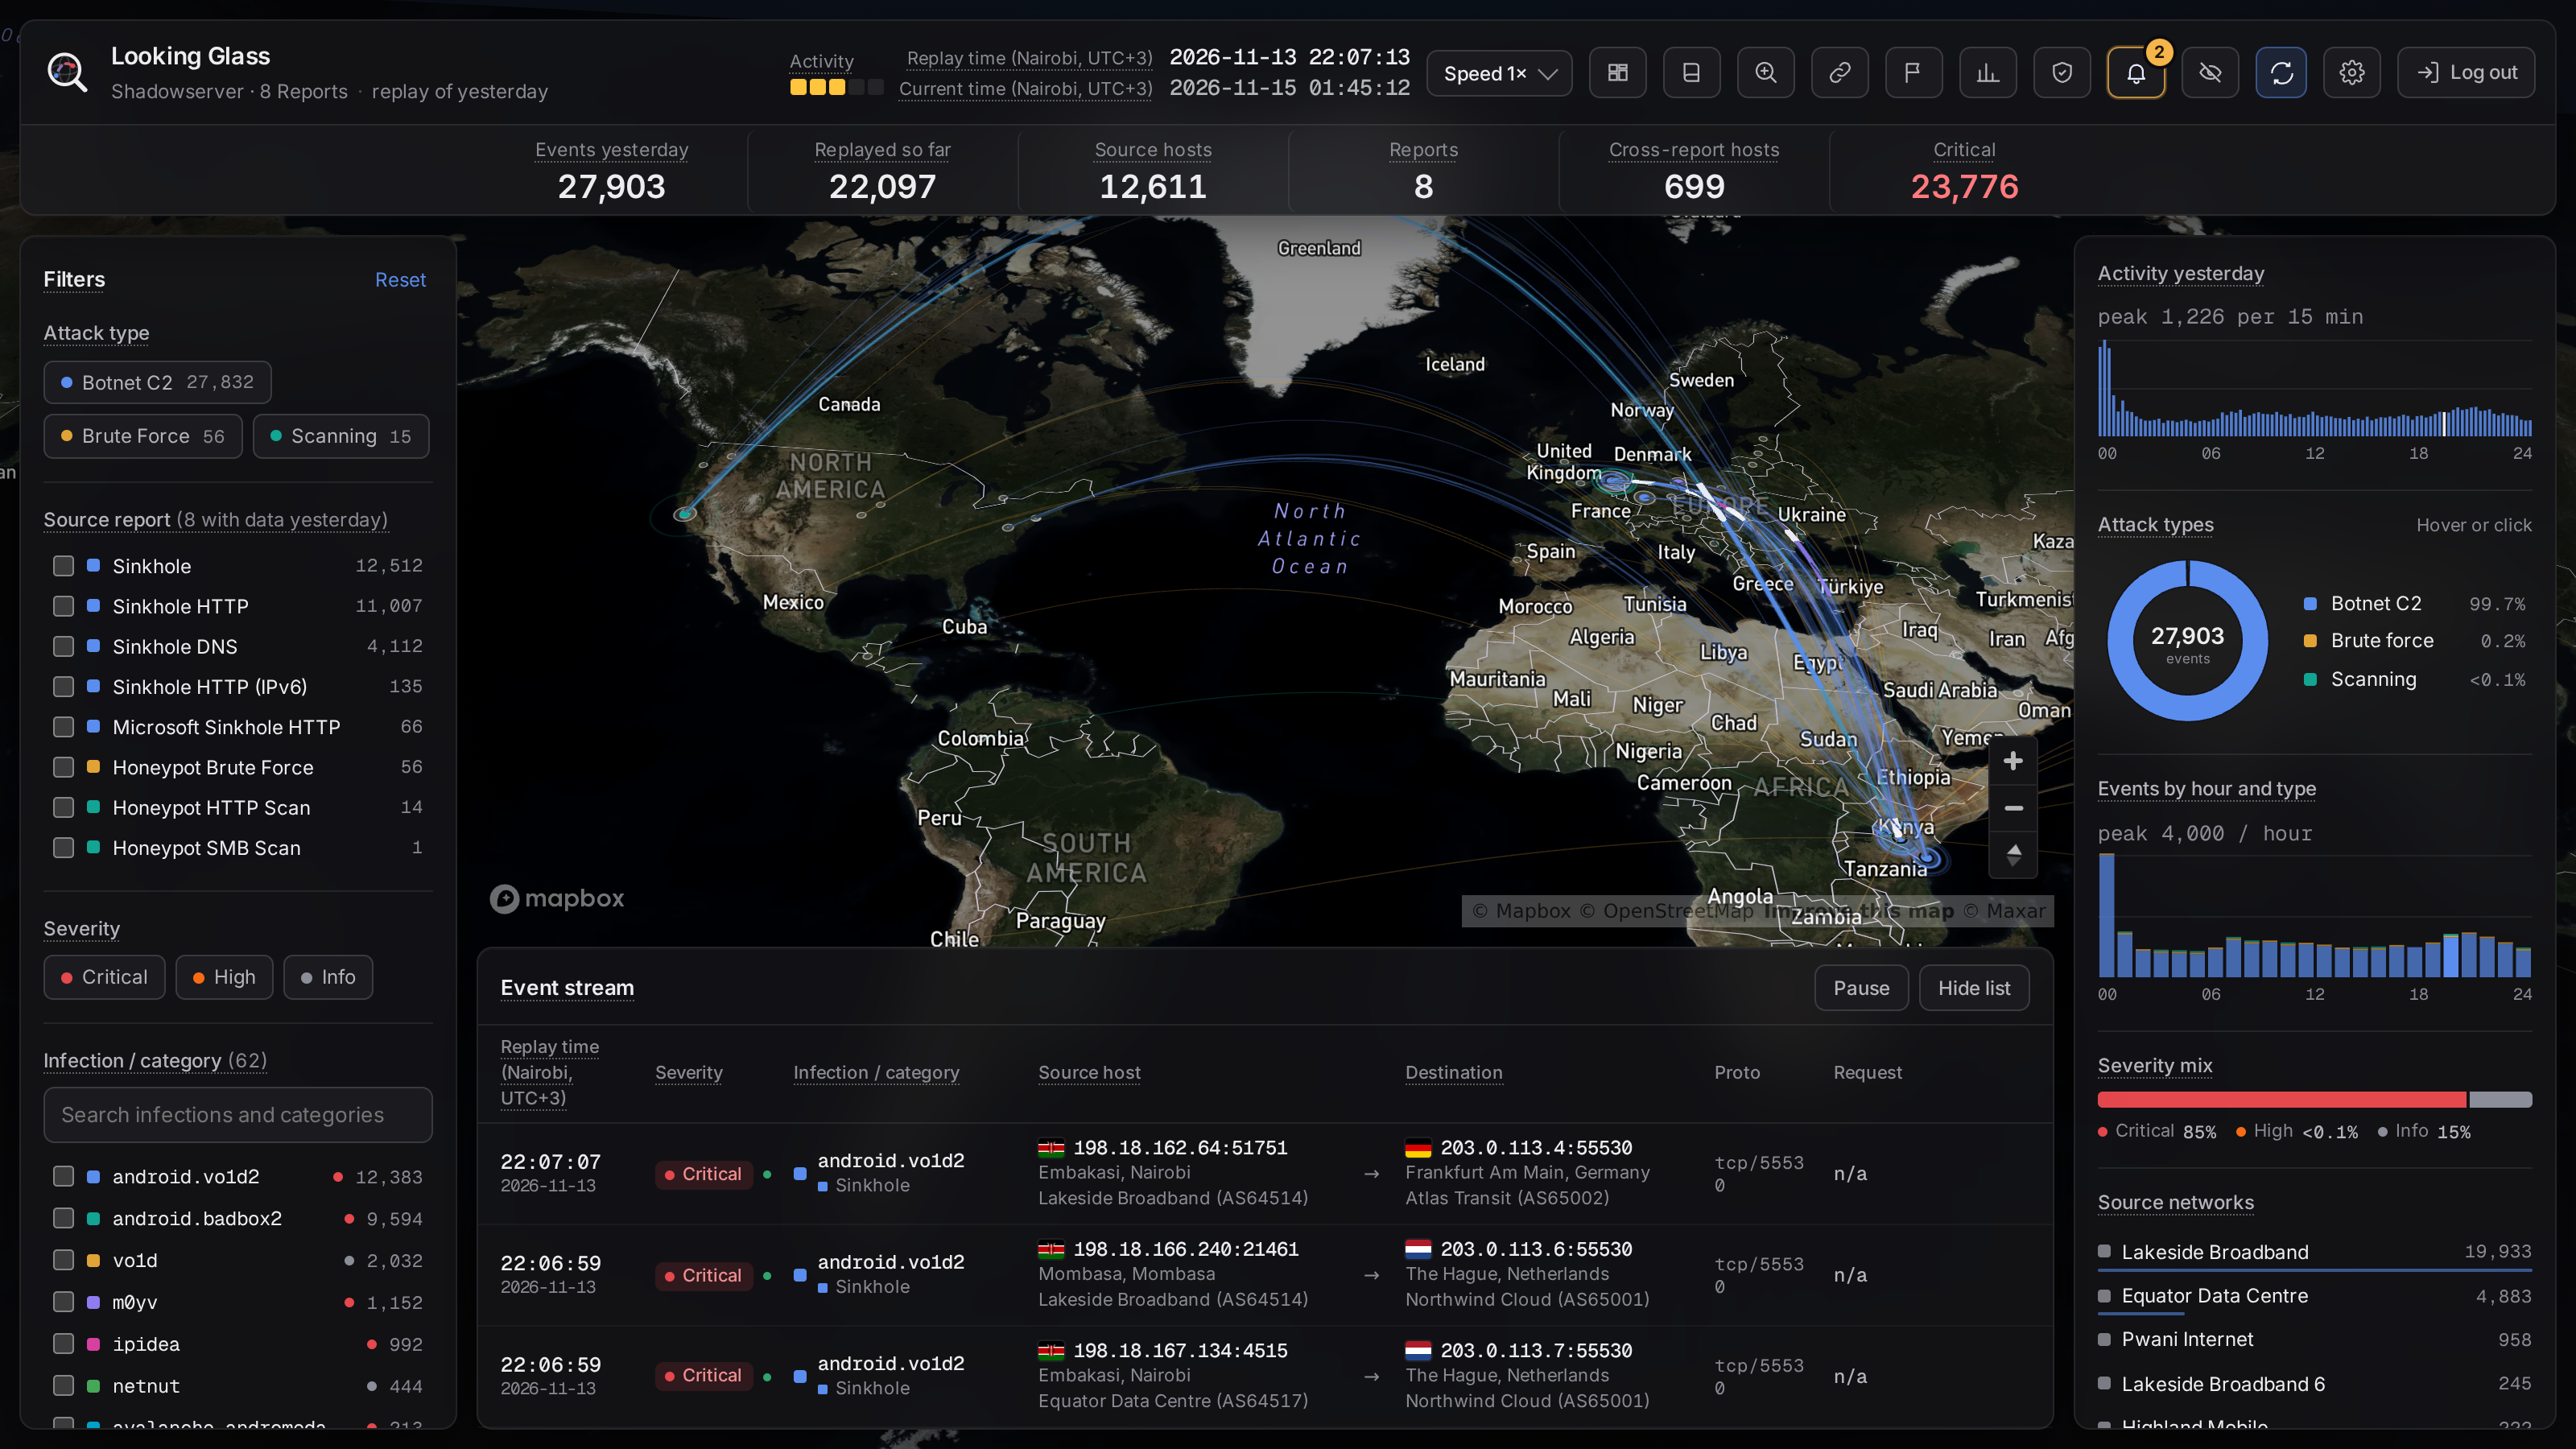 Looking Glass
Shadowserver · 8 Reports · replay of yesterday
Activity
Replay time (Nairobi, UTC+3) 2026-11-13 22:07:13
Current time (Nairobi, UTC+3) 2026-11-15 01:45:12
Speed 1×
2
Log out
Events yesterday
27,903
Replayed so far
22,097
Source hosts
12,611
Reports
8
Cross-report hosts
699
Critical
23,776
Filters
Reset
Attack type
Botnet C2 27,832
Brute Force 56
Scanning 15
Source report (8 with data yesterday)
Sinkhole 12,512
Sinkhole HTTP 11,007
Sinkhole DNS 4,112
Sinkhole HTTP (IPv6) 135
Microsoft Sinkhole HTTP 66
Honeypot Brute Force 56
Honeypot HTTP Scan 14
Honeypot SMB Scan 1
Severity
Critical
High
Info
Infection / category (62)
Search infections and categories
android.vo1d2 12,383
android.badbox2 9,594
vo1d 2,032
m0yv 1,152
ipidea 992
netnut 444
Greenland
Iceland
Canada
Sweden
Norway
United Kingdom
Denmark
NORTH AMERICA
North Atlantic Ocean
France
EUROPE
Ukraine
Spain
Italy
Greece
Türkiye
Mexico
Cuba
Morocco
Tunisia
Algeria
Libya
Egypt
Iraq
Iran
Mauritania
Mali
Niger
Chad
Sudan
Saudi Arabia
Oman
Colombia
Nigeria
Cameroon
AFRICA
Ethiopia
Kenya
Peru
SOUTH AMERICA
Tanzania
Angola
Zambia
Paraguay
Chile
mapbox
© Mapbox © OpenStreetMap Improve this map © Maxar
Event stream
Pause
Hide list
Replay time (Nairobi, UTC+3)
Severity
Infection / category
Source host
Destination
Proto
Request
22:07:07
2026-11-13
Critical
android.vo1d2
Sinkhole
198.18.162.64:51751
Embakasi, Nairobi
Lakeside Broadband (AS64514)
→
203.0.113.4:55530
Frankfurt Am Main, Germany
Atlas Transit (AS65002)
tcp/55530
n/a
22:06:59
2026-11-13
Critical
android.vo1d2
Sinkhole
198.18.166.240:21461
Mombasa, Mombasa
Lakeside Broadband (AS64514)
→
203.0.113.6:55530
The Hague, Netherlands
Northwind Cloud (AS65001)
tcp/55530
n/a
22:06:59
2026-11-13
Critical
android.vo1d2
Sinkhole
198.18.167.134:4515
Embakasi, Nairobi
Equator Data Centre (AS64517)
→
203.0.113.7:55530
The Hague, Netherlands
Northwind Cloud (AS65001)
tcp/55530
n/a
Activity yesterday
peak 1,226 per 15 min
00 06 12 18 24
Attack types
Hover or click
27,903
events
Botnet C2 99.7%
Brute force 0.2%
Scanning <0.1%
Events by hour and type
peak 4,000 / hour
00 06 12 18 24
Severity mix
Critical 85% High <0.1% Info 15%
Source networks
Lakeside Broadband 19,933
Equator Data Centre 4,883
Pwani Internet 958
Lakeside Broadband 6 245